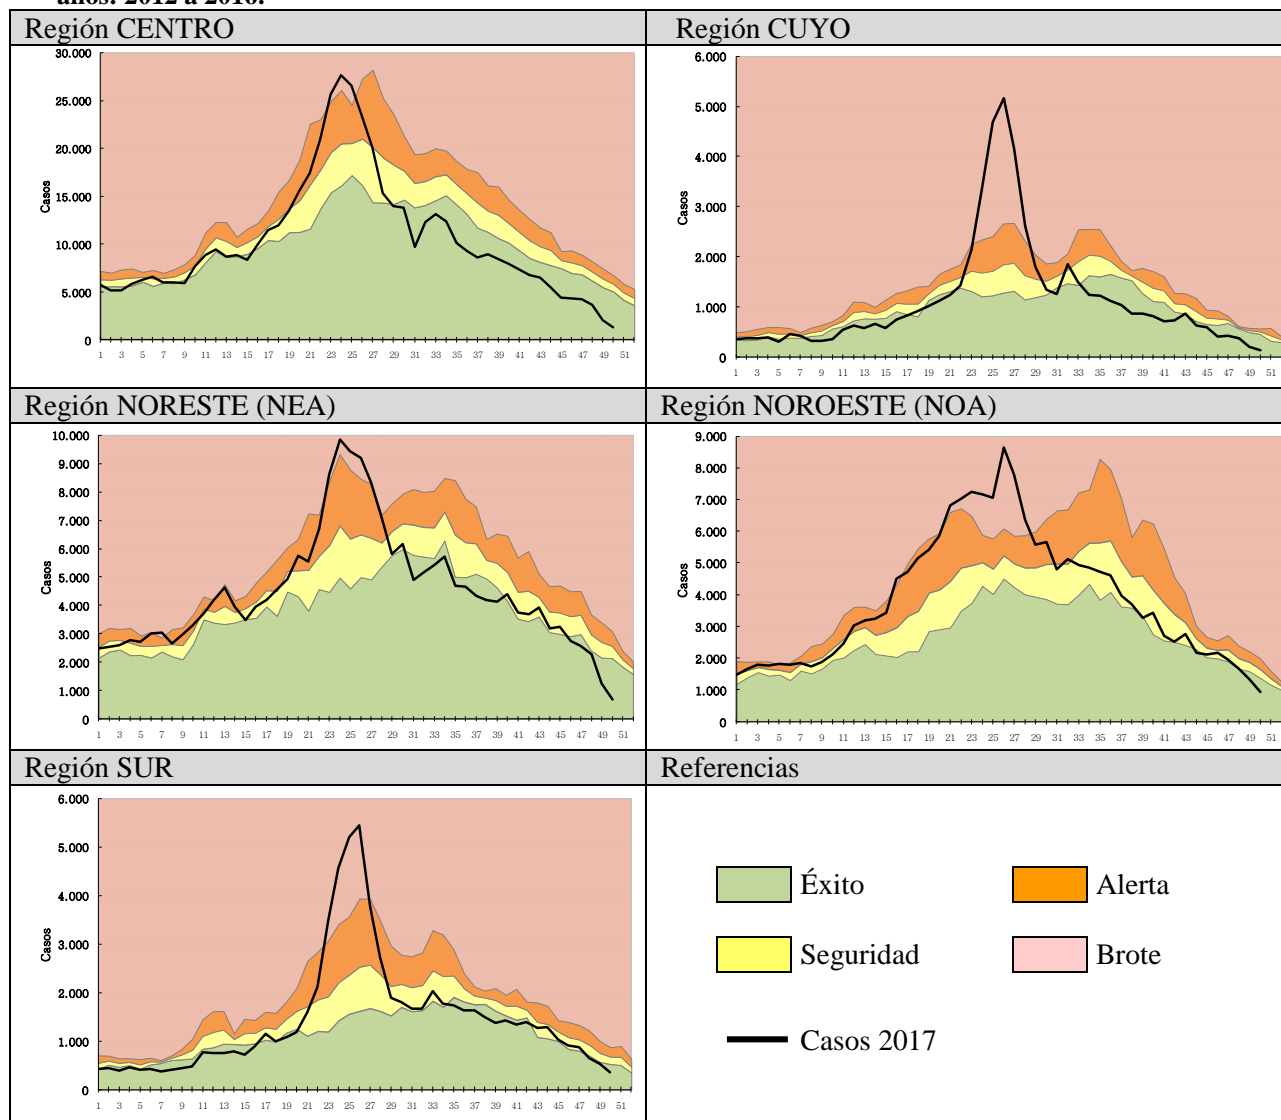 años: 2012 a 2016.
Región CENTRO
30.000
25.000
20.000
15.000
10.000
5.000
0
Casos
1 3 5 7 9 11 13 15 17 19 21 23 25 27 29 31 33 35 37 39 41 43 45 47 49 51
Región CUYO
6.000
5.000
4.000
3.000
2.000
1.000
0
Casos
1 3 5 7 9 11 13 15 17 19 21 23 25 27 29 31 33 35 37 39 41 43 45 47 49 51
Región NORESTE (NEA)
10.000
9.000
8.000
7.000
6.000
5.000
4.000
3.000
2.000
1.000
0
Casos
1 3 5 7 9 11 13 15 17 19 21 23 25 27 29 31 33 35 37 39 41 43 45 47 49 51
Región NOROESTE (NOA)
9.000
8.000
7.000
6.000
5.000
4.000
3.000
2.000
1.000
0
Casos
1 3 5 7 9 11 13 15 17 19 21 23 25 27 29 31 33 35 37 39 41 43 45 47 49 51
Región SUR
6.000
5.000
4.000
3.000
2.000
1.000
0
Casos
1 3 5 7 9 11 13 15 17 19 21 23 25 27 29 31 33 35 37 39 41 43 45 47 49 51
Referencias
Éxito
Alerta
Seguridad
Brote
Casos 2017